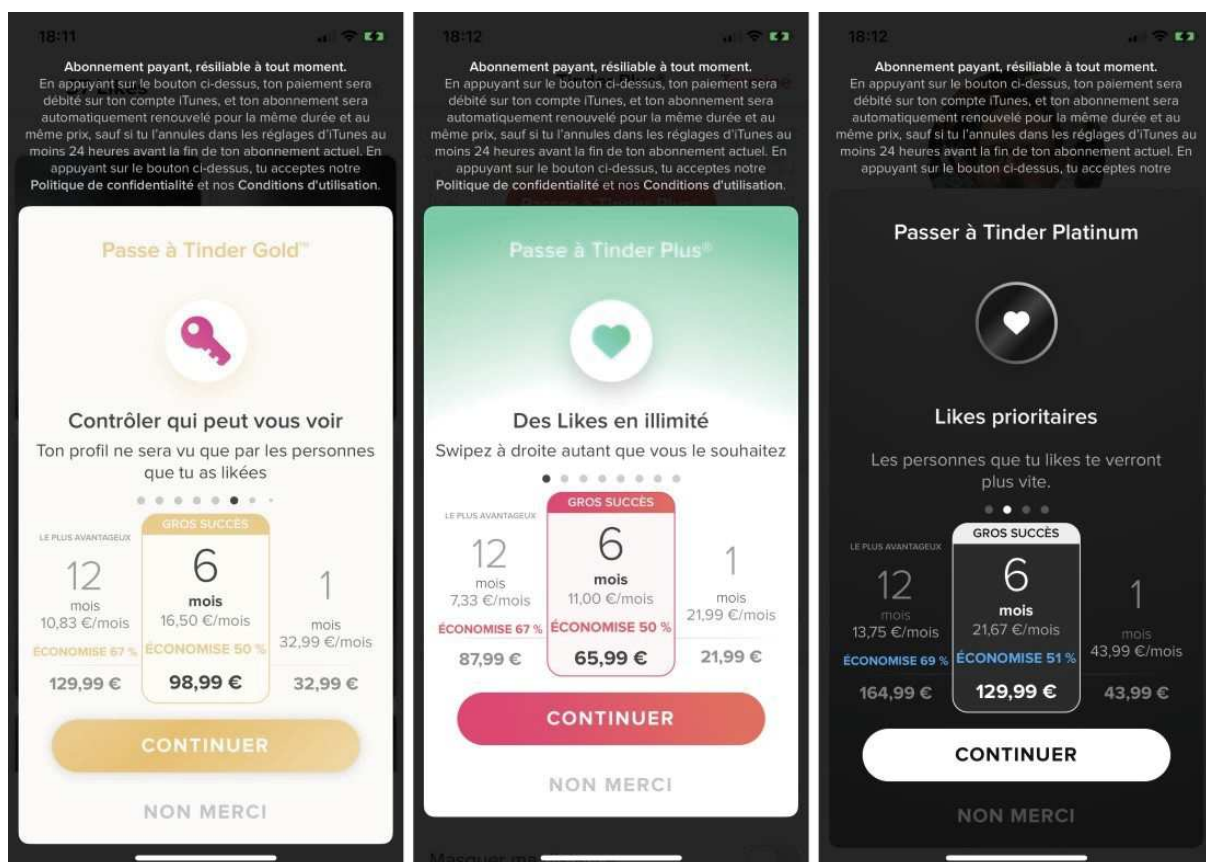 18:11
Abonnement payant, résiliable à tout moment.
En appuyant sur le bouton ci-dessus, ton paiement sera
débité sur ton compte iTunes, et ton abonnement sera
automatiquement renouvelé pour la même durée et au
même prix, sauf si tu l'annules dans les réglages d'iTunes au
moins 24 heures avant la fin de ton abonnement actuel. En
appuyant sur le bouton ci-dessus, tu acceptes notre
Politique de confidentialité et nos Conditions d'utilisation.
Passe à Tinder Gold™
Contrôler qui peut vous voir
Ton profil ne sera vu que par les personnes
que tu as likées
GROS SUCCÈS
LE PLUS AVANTAGEUX
12
mois
10,83 €/mois
ÉCONOMISE 67 %
129,99 €
6
mois
16,50 €/mois
ÉCONOMISE 50 %
98,99 €
1
mois
32,99 €/mois
32,99 €
CONTINUER
NON MERCI
18:12
Abonnement payant, résiliable à tout moment.
En appuyant sur le bouton ci-dessus, ton paiement sera
débité sur ton compte iTunes, et ton abonnement sera
automatiquement renouvelé pour la même durée et au
même prix, sauf si tu l'annules dans les réglages d'iTunes au
moins 24 heures avant la fin de ton abonnement actuel. En
appuyant sur le bouton ci-dessus, tu acceptes notre
Politique de confidentialité et nos Conditions d'utilisation.
Passe à Tinder Plus®
Des Likes en illimité
Swipez à droite autant que vous le souhaitez
GROS SUCCÈS
LE PLUS AVANTAGEUX
12
mois
7,33 €/mois
ÉCONOMISE 67 %
87,99 €
6
mois
11,00 €/mois
ÉCONOMISE 50 %
65,99 €
1
mois
21,99 €/mois
21,99 €
CONTINUER
NON MERCI
18:12
Abonnement payant, résiliable à tout moment.
En appuyant sur le bouton ci-dessus, ton paiement sera
débité sur ton compte iTunes, et ton abonnement sera
automatiquement renouvelé pour la même durée et au
même prix, sauf si tu l'annules dans les réglages d'iTunes au
moins 24 heures avant la fin de ton abonnement actuel. En
appuyant sur le bouton ci-dessus, tu acceptes notre
Passer à Tinder Platinum
Likes prioritaires
Les personnes que tu likes te verront
plus vite.
GROS SUCCÈS
LE PLUS AVANTAGEUX
12
mois
13,75 €/mois
ÉCONOMISE 69 %
164,99 €
6
mois
21,67 €/mois
ÉCONOMISE 51 %
129,99 €
1
mois
43,99 €/mois
43,99 €
CONTINUER
NON MERCI